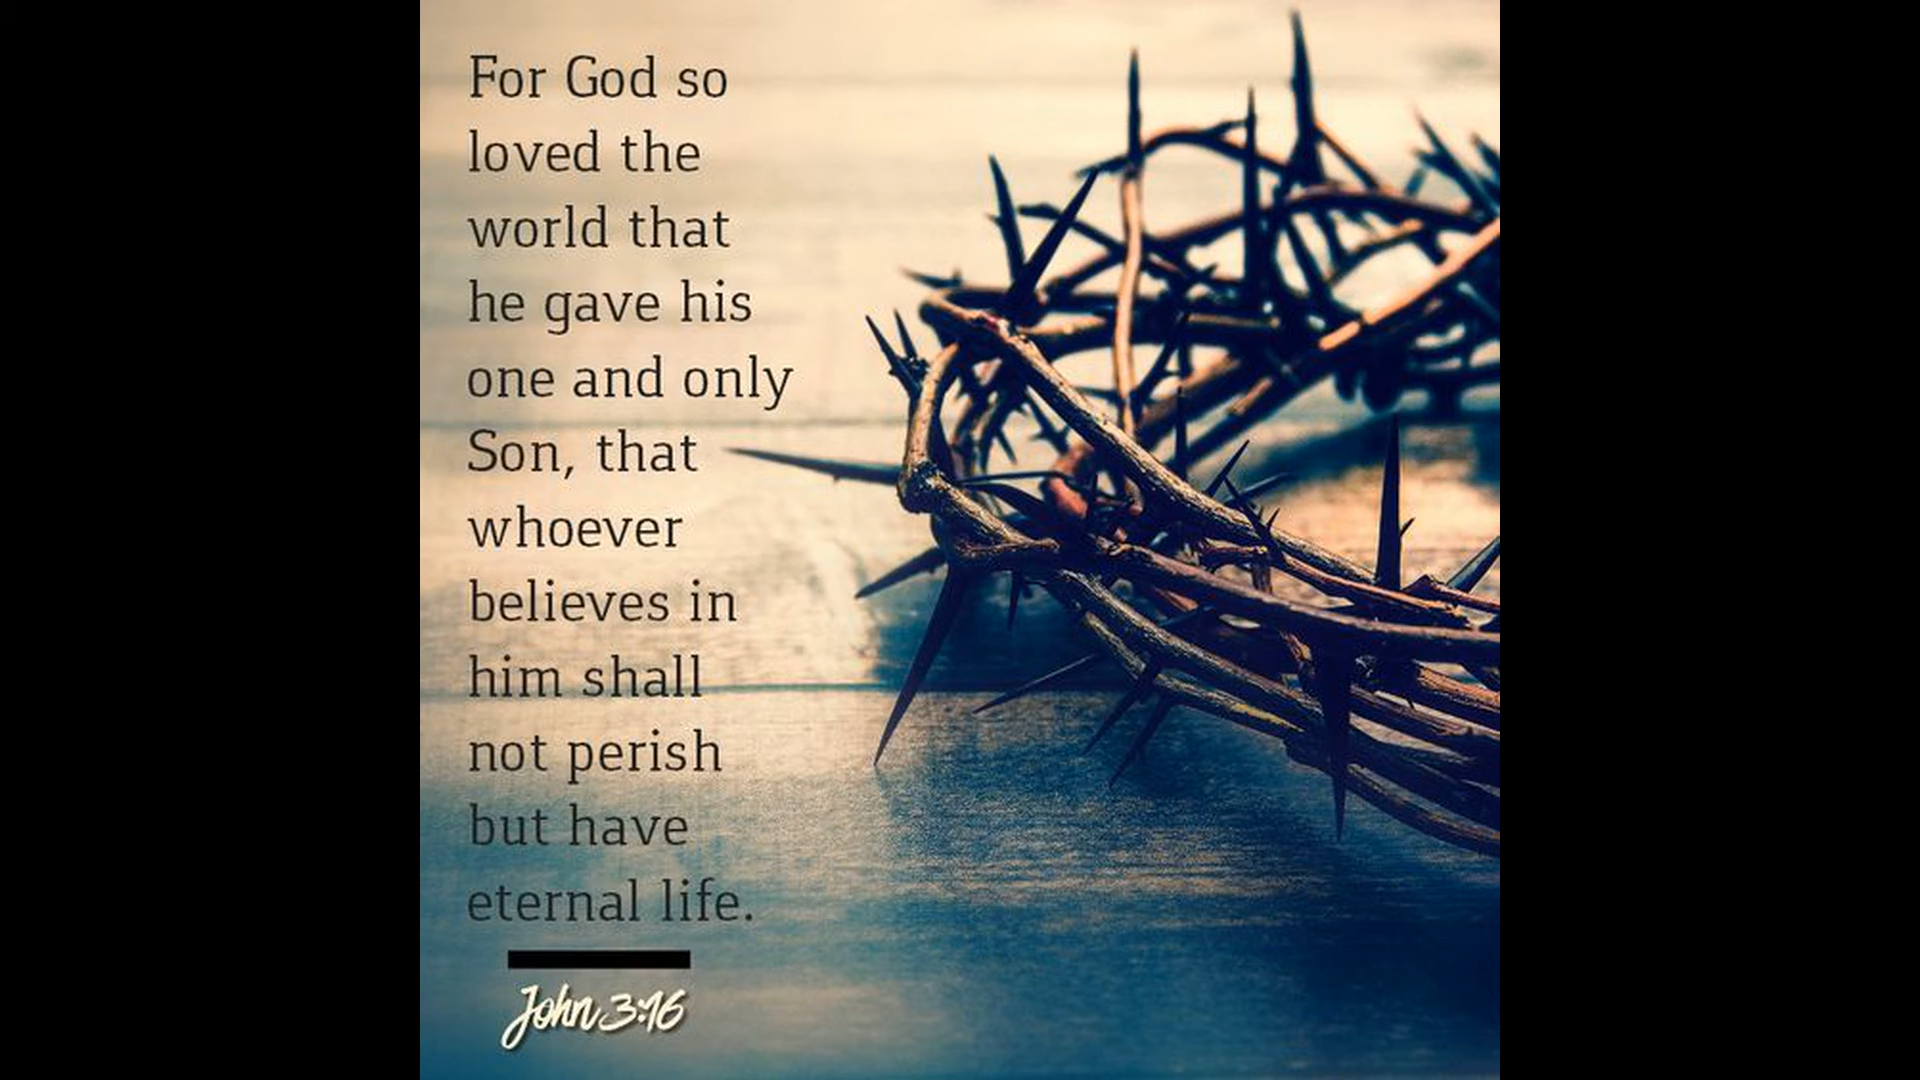 For God so
loved the
world that
he gave his
one and only
Son, that
whoever
believes in
him shall
not perish
but have
eternal life.
John 3:16